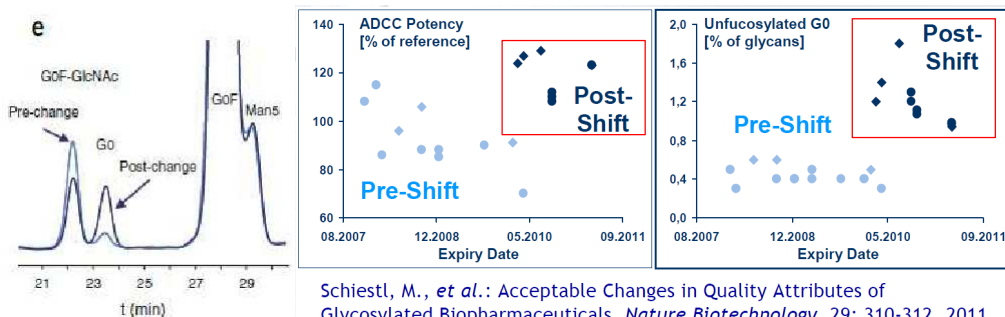 e
GoF-GlcNAc
Pre-change
Go
Post-change
GoF
Man5
21 23 25 27 29
t (min)
ADCC Potency
[% of reference]
140
120
100
80
60
Post-
Shift
Pre-Shift
08.2007 12.2008 05.2010 09.2011
Expiry Date
Unfucosylated G0
[% of glycans]
2,0
1,6
1,2
0,8
0,4
0,0
Post-
Shift
Pre-Shift
08.2007 12.2008 05.2010 09.2011
Expiry Date
Schiestl, M., et al.: Acceptable Changes in Quality Attributes of
Glycosylated Biopharmaceuticals. Nature Biotechnology, 29: 310-312, 2011